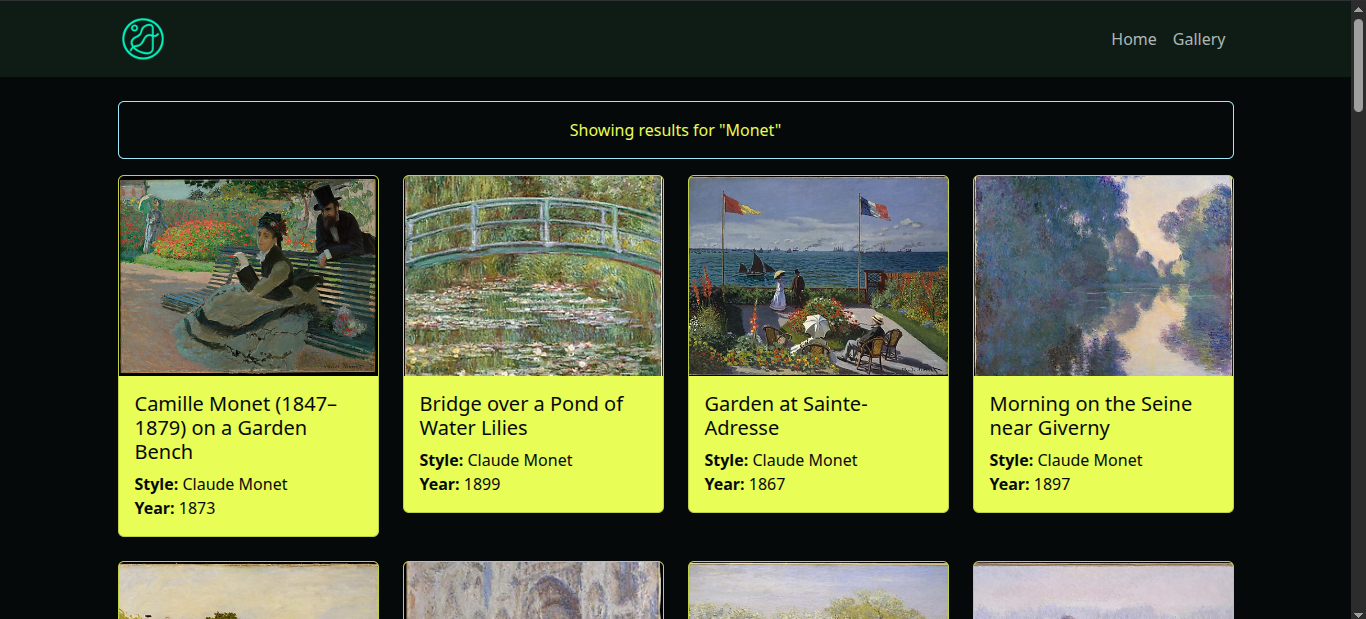 Home Gallery
Showing results for "Monet"
Camille Monet (1847–
1879) on a Garden
Bench
Style: Claude Monet
Year: 1873
Bridge over a Pond of
Water Lilies
Style: Claude Monet
Year: 1899
Garden at Sainte-
Adresse
Style: Claude Monet
Year: 1867
Morning on the Seine
near Giverny
Style: Claude Monet
Year: 1897